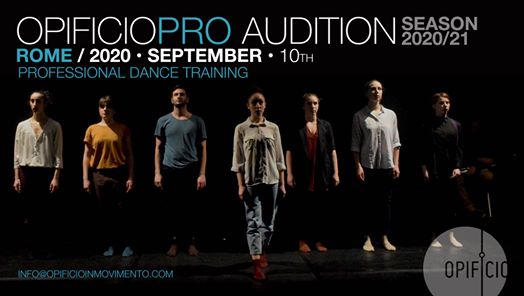 OPIFICIOPRO AUDITION SEASON 2020/21
ROME / 2020 • SEPTEMBER • 10TH
PROFESSIONAL DANCE TRAINING
INFO@OPIFICIOINMOVIMENTO.COM
OPIFICIO